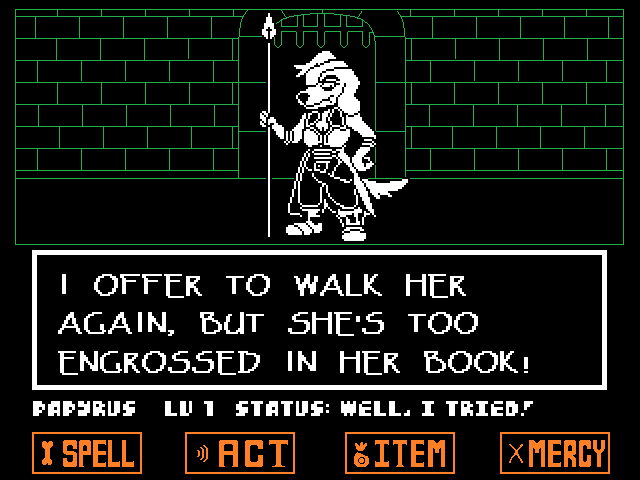 I OFFER TO WALK HER
AGAIN, BUT SHE'S TOO
ENGROSSED IN HER BOOK!
PAPYRUS LV 1 STATUS: WELL, I TRIED!
SPELL ACT ITEM MERCY